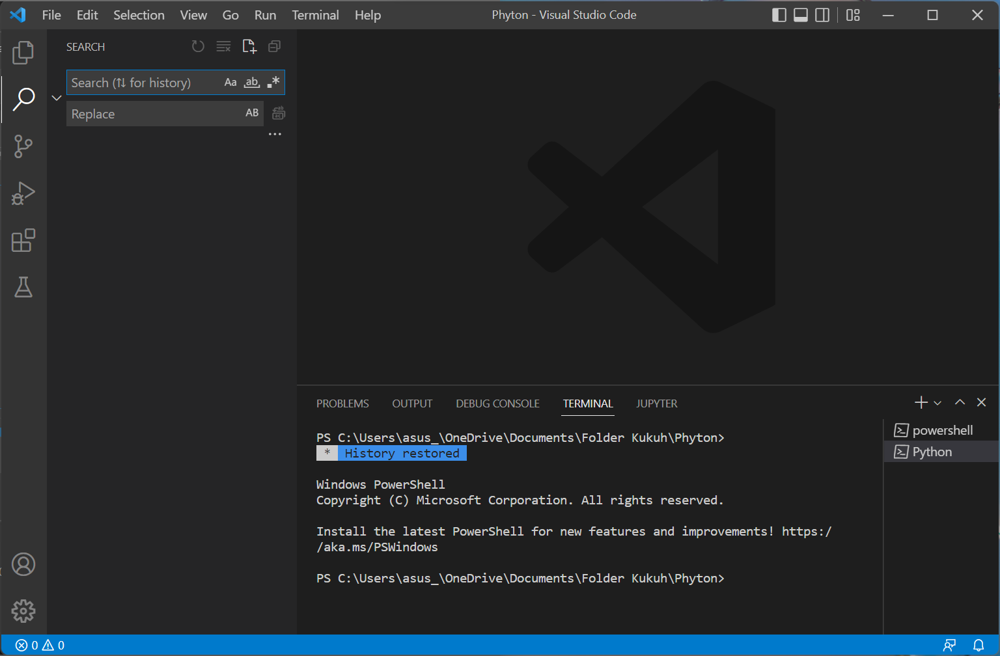 File Edit Selection View Go Run Terminal Help Phyton - Visual Studio Code
SEARCH
Search (⇅ for history) Aa ab .*
Replace AB
...
PROBLEMS OUTPUT DEBUG CONSOLE TERMINAL JUPYTER
PS C:\Users\asus_\OneDrive\Documents\Folder Kukuh\Phyton>
* History restored
Windows PowerShell
Copyright (C) Microsoft Corporation. All rights reserved.
Install the latest PowerShell for new features and improvements! https:/
/aka.ms/PSWindows
PS C:\Users\asus_\OneDrive\Documents\Folder Kukuh\Phyton>
powershell
Python
0 0